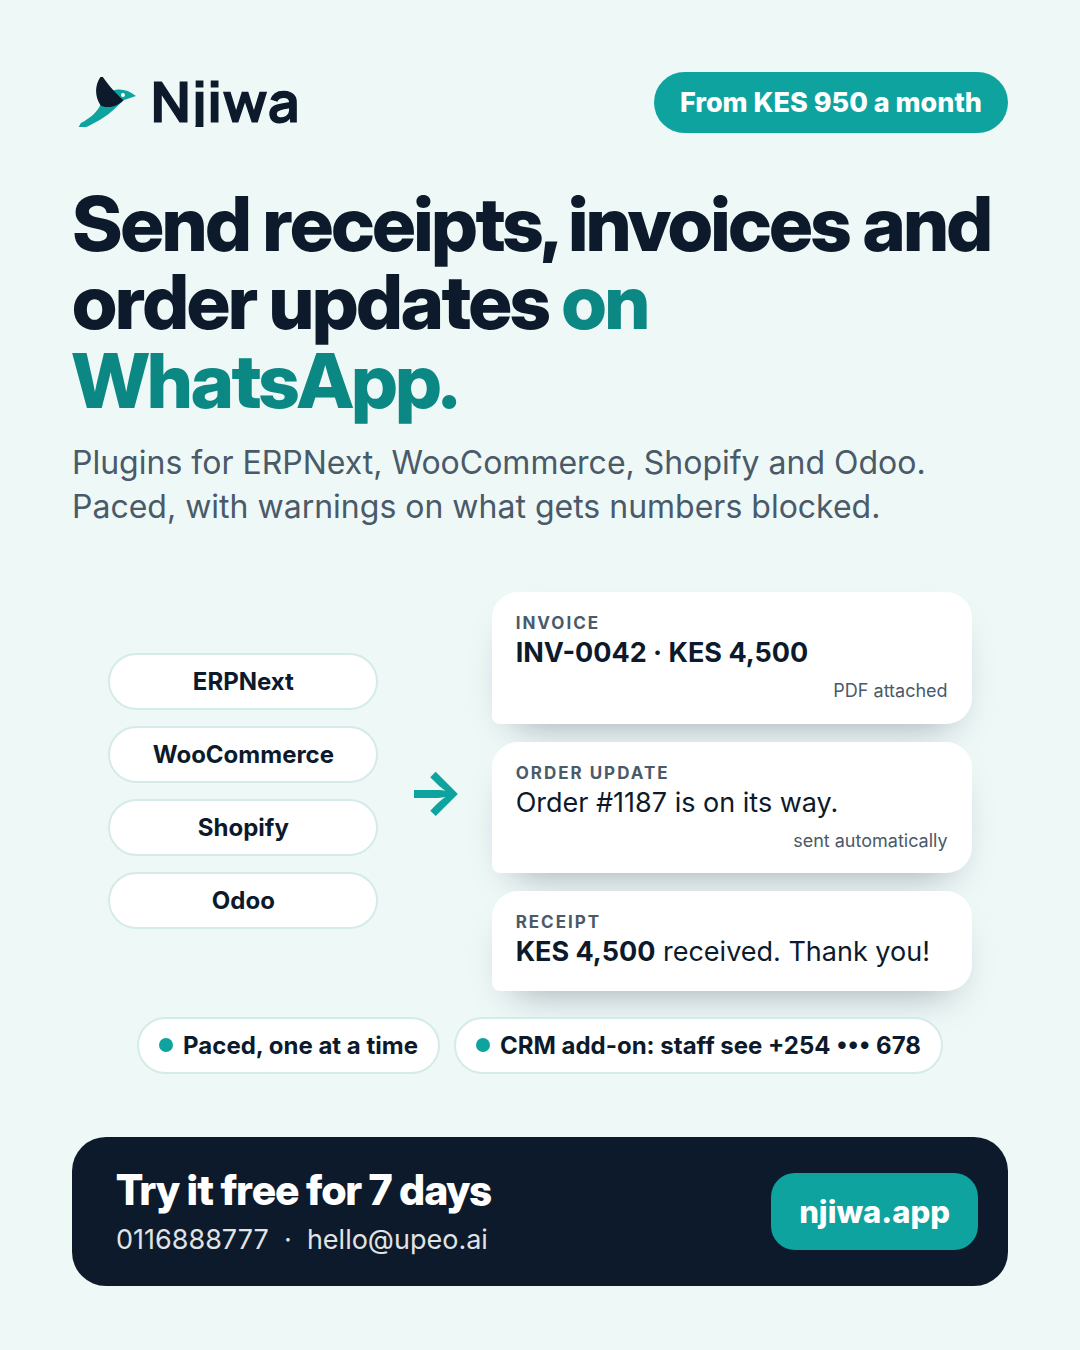 Njiwa
From KES 950 a month
Send receipts, invoices and
order updates on
WhatsApp.
Plugins for ERPNext, WooCommerce, Shopify and Odoo.
Paced, with warnings on what gets numbers blocked.
ERPNext
WooCommerce
Shopify
Odoo
INVOICE
INV-0042 · KES 4,500
PDF attached
ORDER UPDATE
Order #1187 is on its way.
sent automatically
RECEIPT
KES 4,500 received. Thank you!
Paced, one at a time
CRM add-on: staff see +254 ••• 678
Try it free for 7 days
0116888777 · hello@upeo.ai
njiwa.app